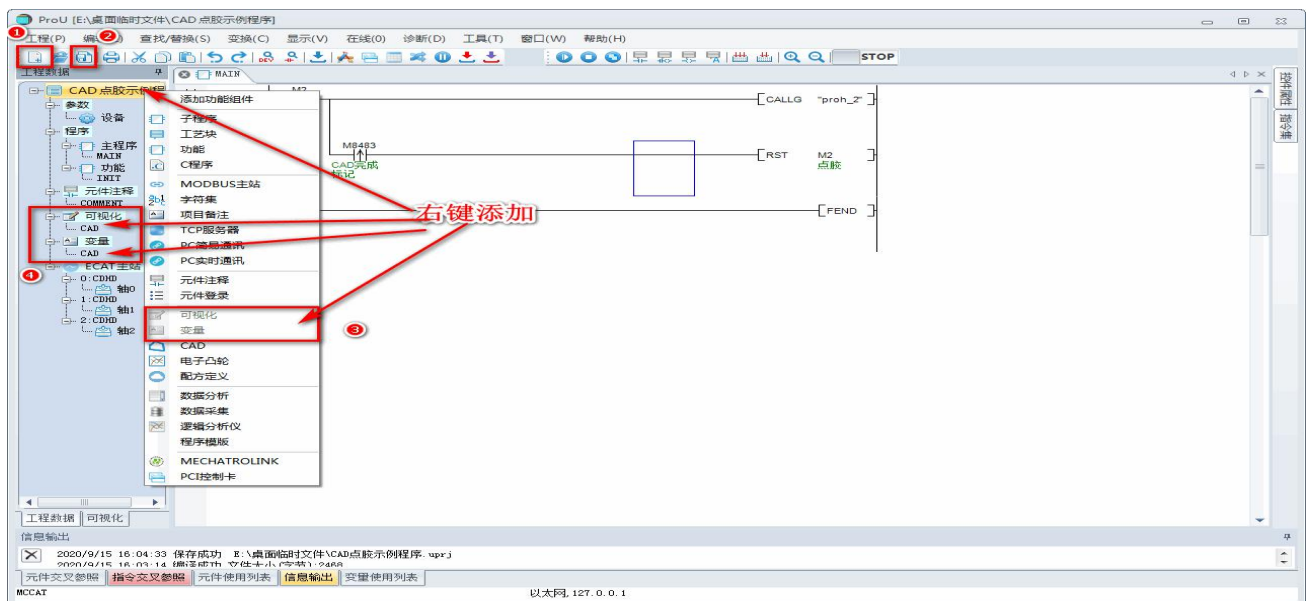 ProU [E:\桌面临时文件\CAD点胶示例程序]
工程(P) 查找/替换(S) 变换(C) 显示(V) 在线(O) 诊断(D) 工具(T) 窗口(W) 帮助(H)
STOP
工程数据
MAIN
CAD 点胶示例程
参数
设备
程序
主程序
MAIN
功能
INIT
元件注释
COMMENT
可视化
CAD
变量
CAD
ECAT主站
0:CDHD
轴0
1:CDHD
轴1
2:CDHD
轴2
添加功能组件
子程序
工艺块
功能
C程序
MODBUS主站
字符集
项目备注
TCP服务器
PC简易通讯
PC实时通讯
元件注释
元件登录
可视化
变量
CAD
电子凸轮
配方定义
数据分析
数据采集
逻辑分析仪
程序模版
MECHATROLINK
PCI控制卡
CALLG "proh_2"
M8483
CAD完成
标记
RST M2
点胶
FEND
右键添加
1
2
3
4
工程数据 可视化
信息输出
2020/9/15 16:04:33 保存成功 E:\桌面临时文件\CAD点胶示例程序.uprj
元件交叉参照 指令交叉参照 元件使用列表 信息输出 变量使用列表
MCCAT 以太网,127.0.0.1